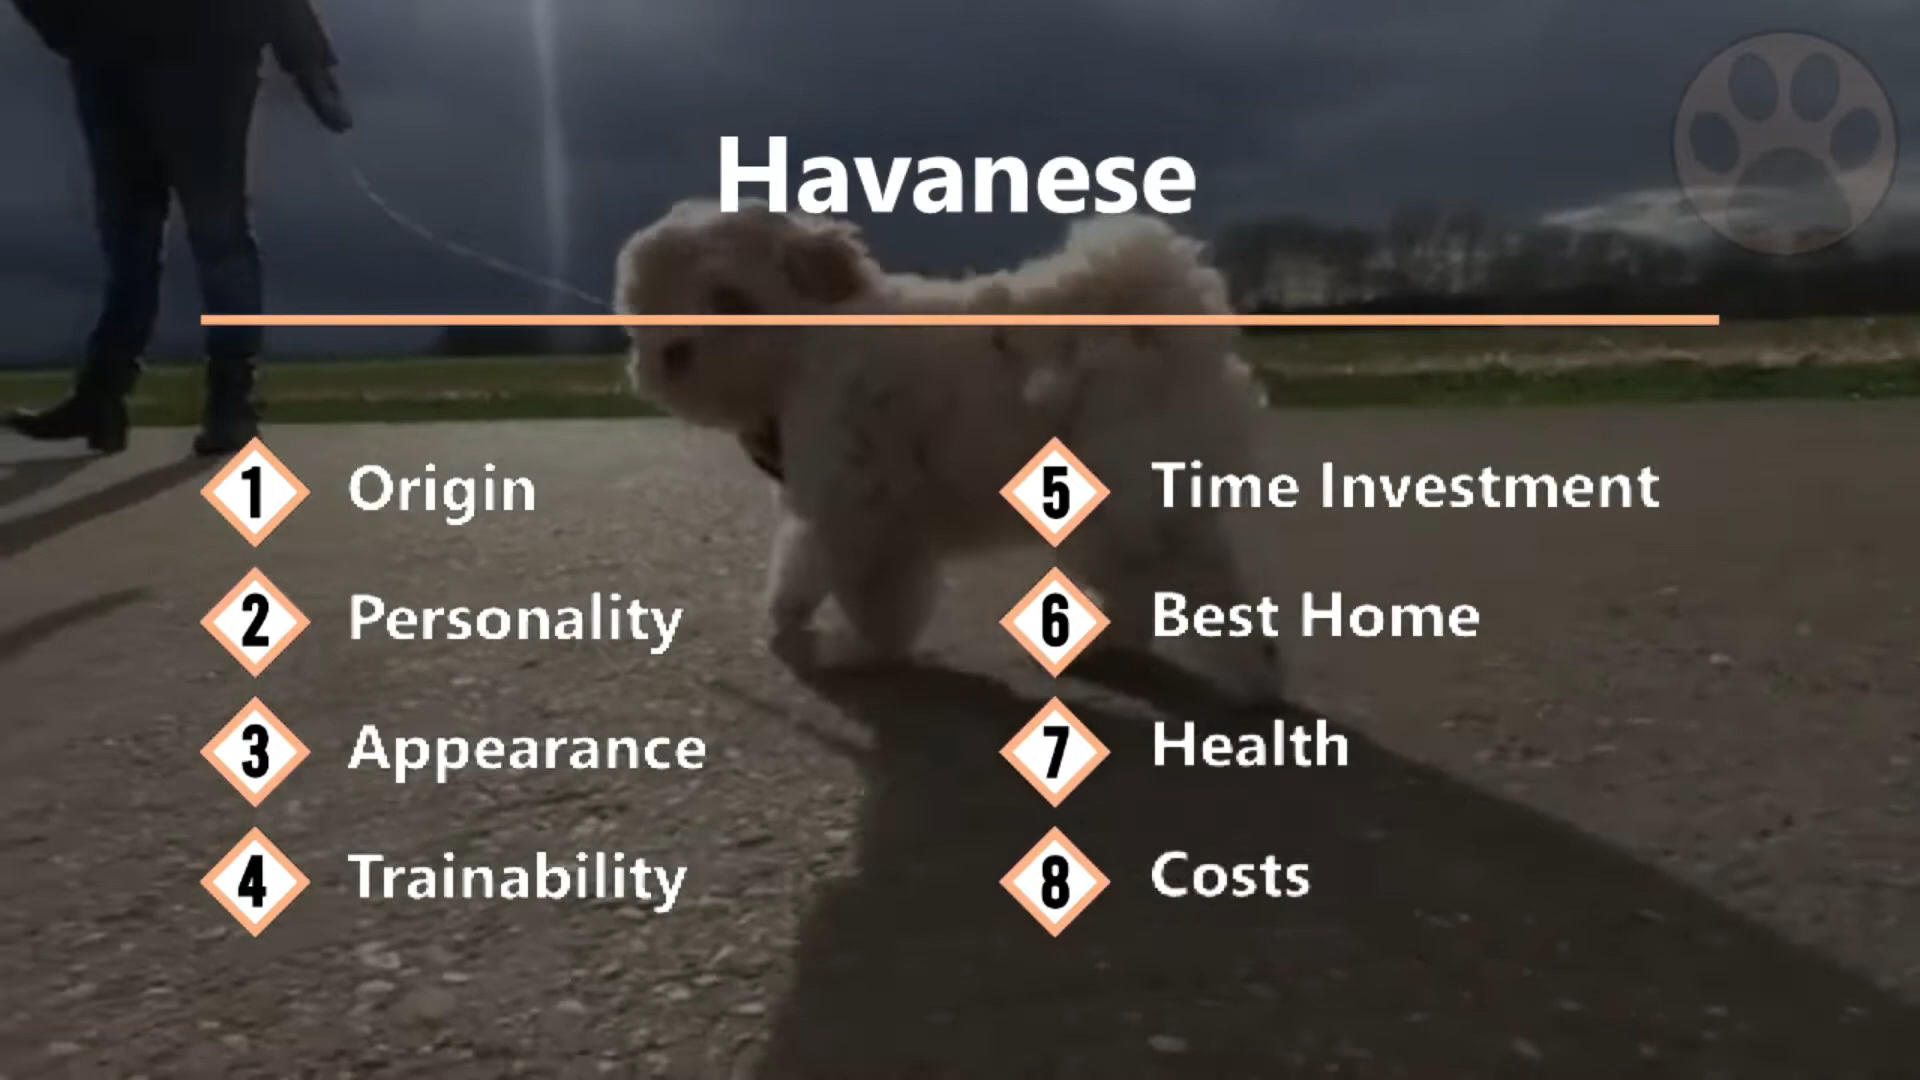 Havanese
1 Origin
2 Personality
3 Appearance
4 Trainability
5 Time Investment
6 Best Home
7 Health
8 Costs